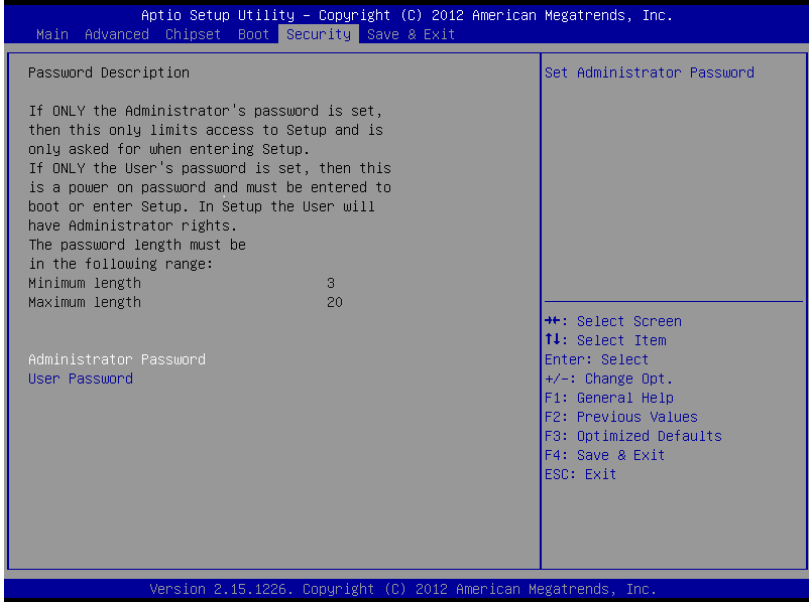 Aptio Setup Utility – Copyright (C) 2012 American Megatrends, Inc.
Main Advanced Chipset Boot Security Save & Exit
Password Description
If ONLY the Administrator's password is set,
then this only limits access to Setup and is
only asked for when entering Setup.
If ONLY the User's password is set, then this
is a power on password and must be entered to
boot or enter Setup. In Setup the User will
have Administrator rights.
The password length must be
in the following range:
Minimum length 3
Maximum length 20
Administrator Password
User Password
Set Administrator Password
→←: Select Screen
↑↓: Select Item
Enter: Select
+/-: Change Opt.
F1: General Help
F2: Previous Values
F3: Optimized Defaults
F4: Save & Exit
ESC: Exit
Version 2.15.1226. Copyright (C) 2012 American Megatrends, Inc.